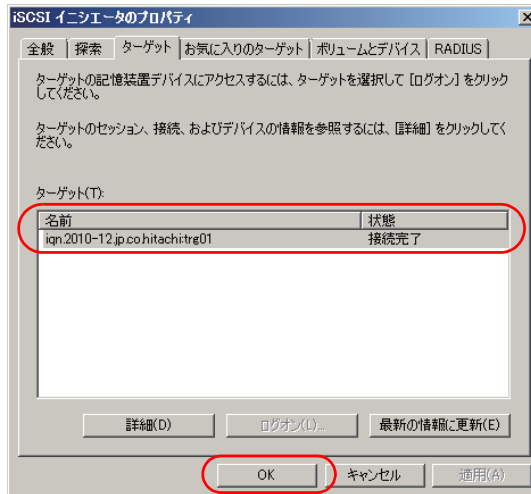 iSCSI イニシエータのプロパティ
全般 探索 ターゲット お気に入りのターゲット ボリュームとデバイス RADIUS
ターゲットの記憶装置デバイスにアクセスするには、ターゲットを選択して [ログオン] をクリック
してください。
ターゲットのセッション、接続、およびデバイスの情報を参照するには、[詳細] をクリックしてく
ださい。
ターゲット(T):
名前 状態
iqn.2010-12.jp.co.hitachi:trg01 接続完了
詳細(D) ログオン(L)... 最新の情報に更新(E)
OK キャンセル 適用(A)